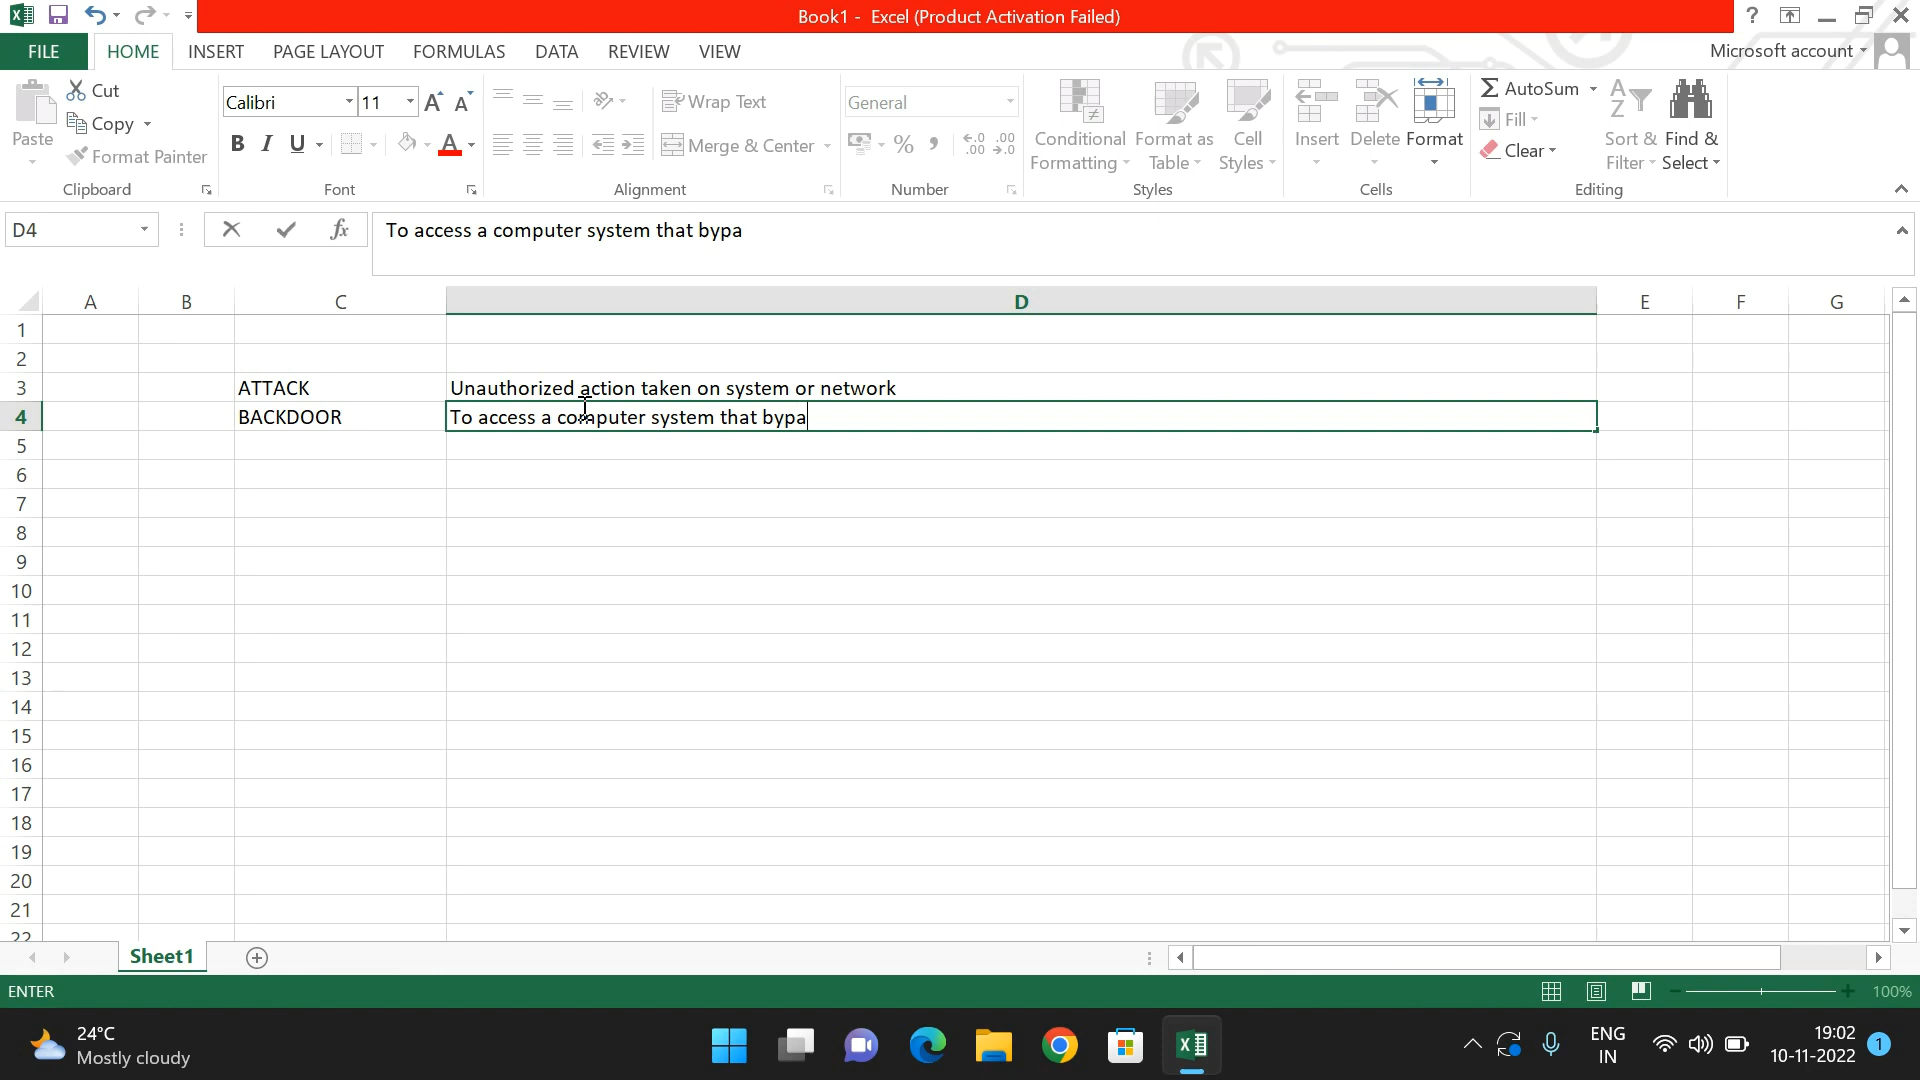 Book1 - Excel (Product Activation Failed)
?
FILE HOME INSERT PAGE LAYOUT FORMULAS DATA REVIEW VIEW
Microsoft account
Paste
Cut
Copy
Format Painter
Clipboard
Calibri 11
B I U A
Font
Wrap Text
Merge & Center
Alignment
General
% ,
Number
Conditional Formatting
Format as Table
Cell Styles
Styles
Insert Delete Format
Cells
AutoSum
Fill
Clear
Sort & Filter
Find & Select
Editing
D4
fx
To access a computer system that bypa
A B C D E F G
1
2
3 ATTACK Unauthorized action taken on system or network
4 BACKDOOR To access a computer system that bypa
5
6
7
8
9
10
11
12
13
14
15
16
17
18
19
20
21
22
Sheet1
ENTER
100%
24°C
Mostly cloudy
ENG
IN
19:02
10-11-2022
1